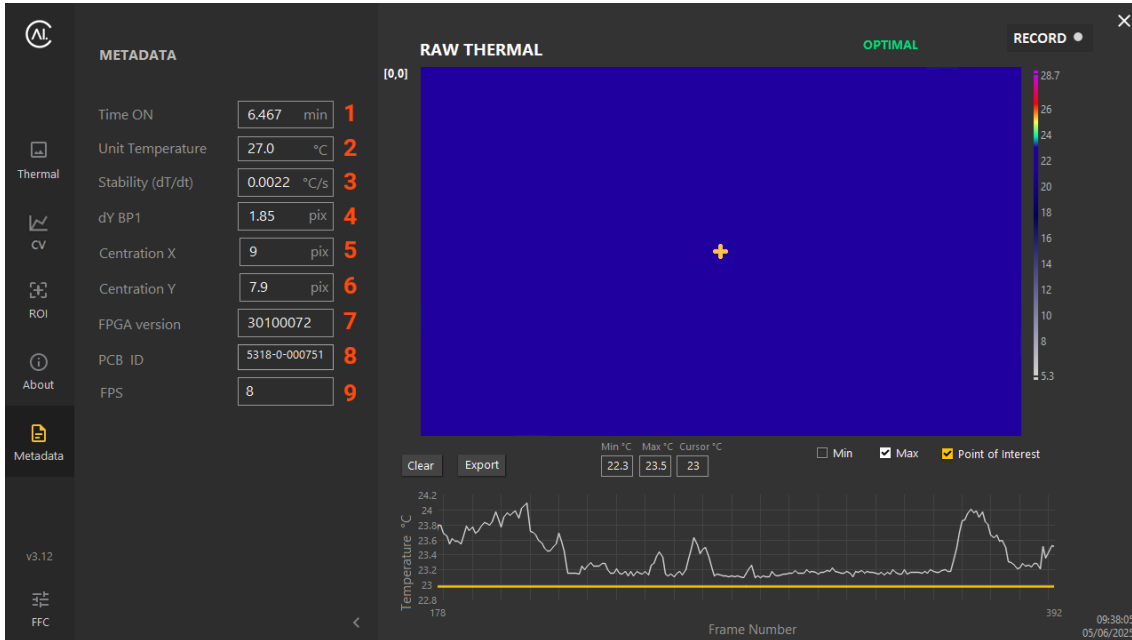 AI.
RECORD
METADATA
RAW THERMAL
OPTIMAL
[0,0]
Time ON 6.467 min 1
Unit Temperature 27.0 °C 2
Stability (dT/dt) 0.0022 °C/s 3
dY BP1 1.85 pix 4
Centration X 9 pix 5
Centration Y 7.9 pix 6
FPGA version 30100072 7
PCB ID 5318-0-000751 8
FPS 8 9
Thermal
CV
ROI
About
Metadata
v3.12
FFC
28.7
26
24
22
20
18
16
14
12
10
8
5.3
Clear Export
Min °C Max °C Cursor °C
22.3 23.5 23
Min Max Point of Interest
Temperature °C
24.2
24
23.8
23.6
23.4
23.2
23
22.8
178 392
Frame Number
09:38:05
05/06/2025